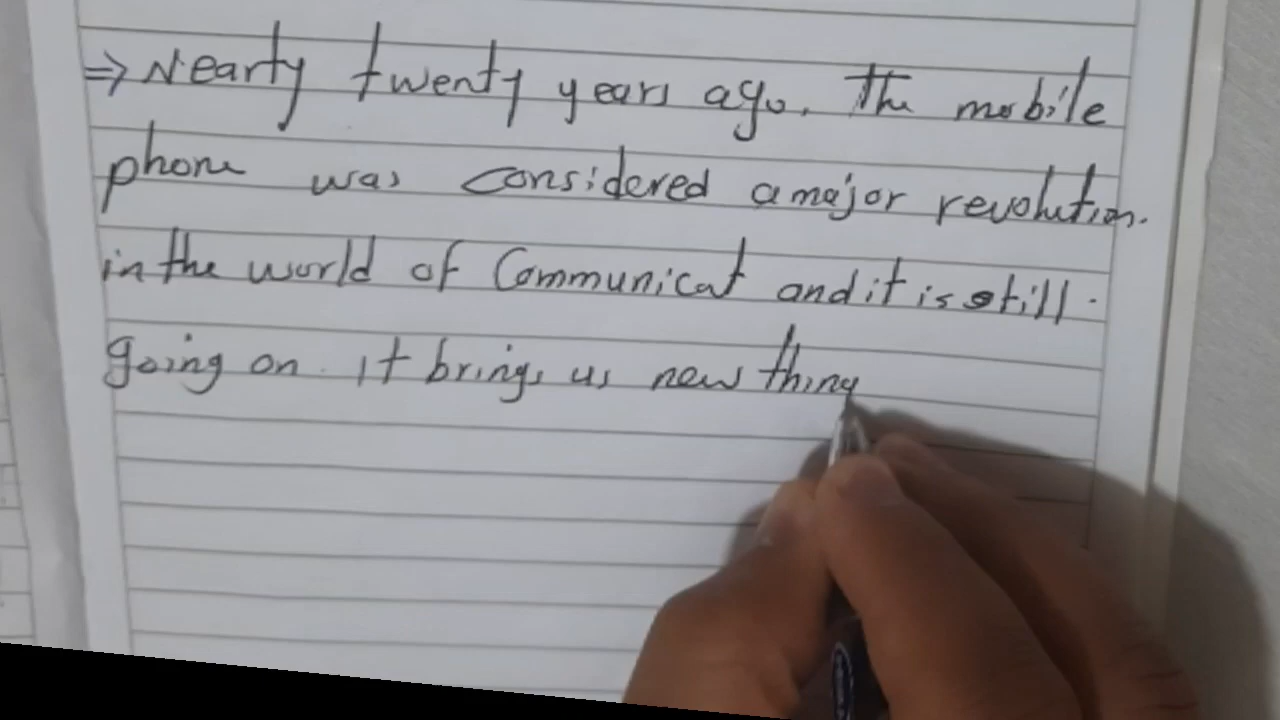 ⇒ Nearty twenty years ago. The mobile
phone was considered a major revolution.
in the world of Communicat and it is still.
going on. it brings us new thing